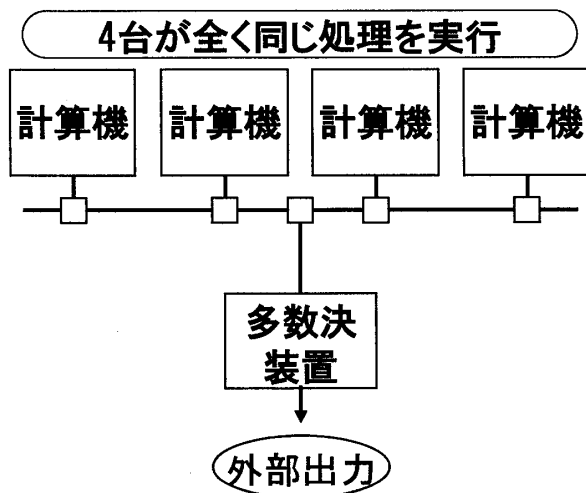 4台が全く同じ処理を実行
計算機 計算機 計算機 計算機
多数決
装置
外部出力